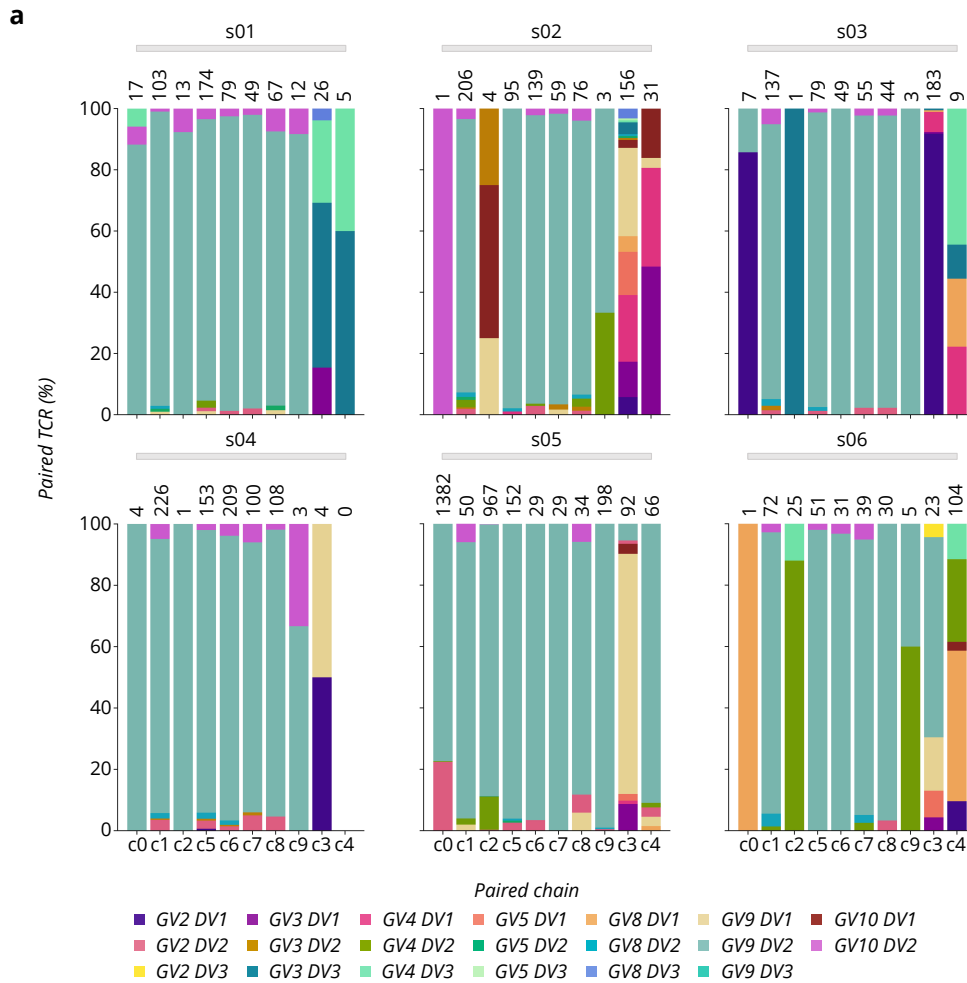 a
s01 s02 s03
17 103 13 174 79 49 67 12 26 5
1 206 4 95 139 59 76 3 156 31
7 137 1 79 49 55 44 3 183 9
100
80
60
40
20
0
Paired TCR (%)
s04 s05 s06
4 226 1 153 209 100 108 3 4 0
1382 50 967 152 29 29 34 198 92 66
1 72 25 51 31 39 30 5 23 104
100
80
60
40
20
0
c0 c1 c2 c5 c6 c7 c8 c9 c3 c4
c0 c1 c2 c5 c6 c7 c8 c9 c3 c4
c0 c1 c2 c5 c6 c7 c8 c9 c3 c4
Paired chain
GV2 DV1 GV3 DV1 GV4 DV1 GV5 DV1 GV8 DV1 GV9 DV1 GV10 DV1
GV2 DV2 GV3 DV2 GV4 DV2 GV5 DV2 GV8 DV2 GV9 DV2 GV10 DV2
GV2 DV3 GV3 DV3 GV4 DV3 GV5 DV3 GV8 DV3 GV9 DV3